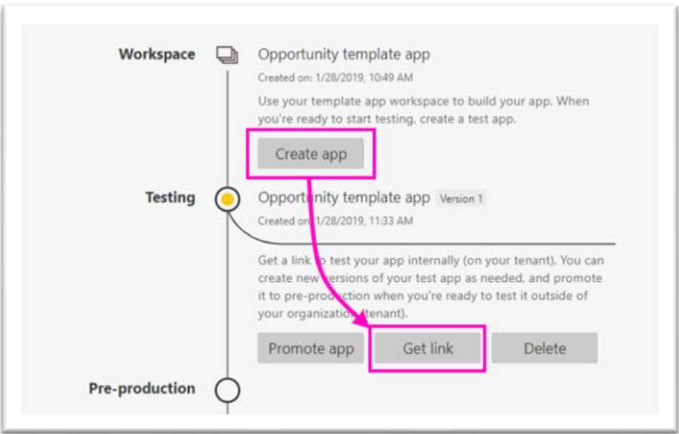 Workspace
Opportunity template app
Created on: 1/28/2019, 10:49 AM
Use your template app workspace to build your app. When
you're ready to start testing, create a test app.
Create app
Testing
Opportunity template app Version 1
Created on: 1/28/2019, 11:33 AM
Get a link to test your app internally (on your tenant). You can
create new versions of your test app as needed, and promote
it to pre-production when you're ready to test it outside of
your organization (tenant).
Promote app Get link Delete
Pre-production